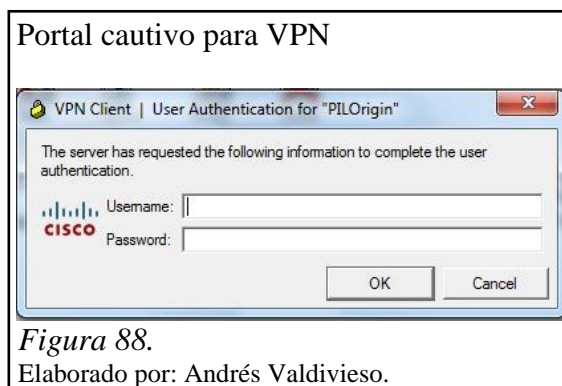 Portal cautivo para VPN
VPN Client | User Authentication for "PILOrigin"
The server has requested the following information to complete the user
authentication.
Username:
CISCO
Password:
OK
Cancel
Figura 88.
Elaborado por: Andrés Valdivieso.